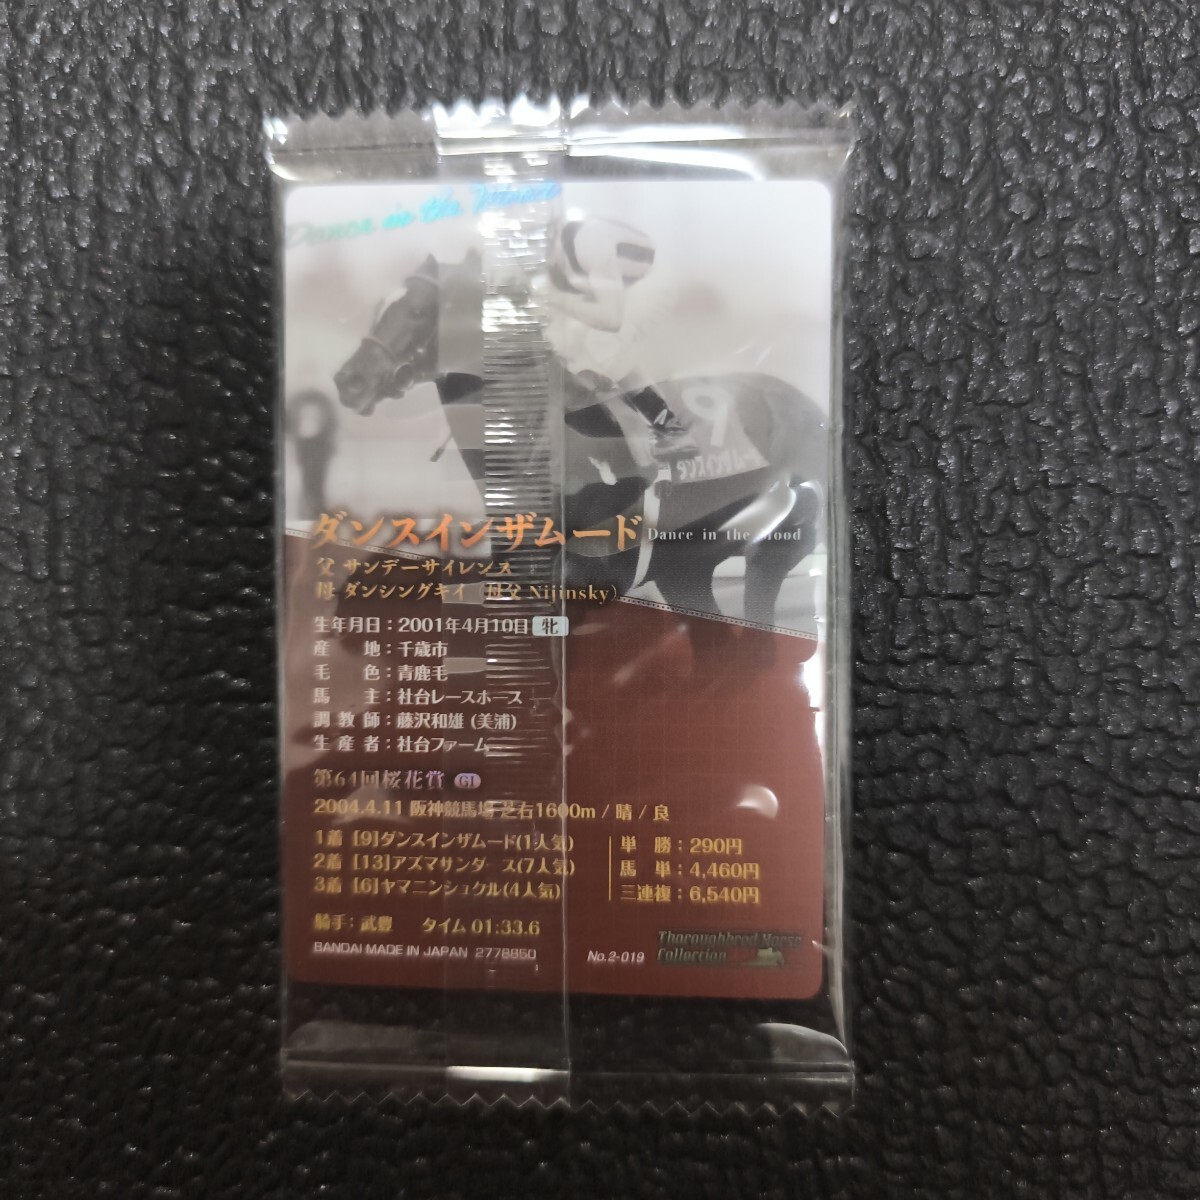 Dance in the Mood
9
ダンスインザムード
ダンスインザムード Dance in the Mood
父 サンデーサイレンス
母 ダンシングキイ（母父 Nijinsky）
生年月日：2001年4月10日 牝
産 地：千歳市
毛 色：青鹿毛
馬 主：社台レースホース
調教師：藤沢和雄 (美浦)
生産者：社台ファーム
第64回桜花賞 GI
2004.4.11 阪神競馬場 芝右1600m / 晴 / 良
1着 [9]ダンスインザムード(1人気)
2着 [13]アズマサンダース(7人気)
3着 [6]ヤマニンシュクル(4人気)
単 勝：290円
馬 単：4,460円
三連複：6,540円
騎手：武豊 タイム 01:33.6
BANDAI MADE IN JAPAN 2778850
No.2-019
Thoroughbred Horse
Collection